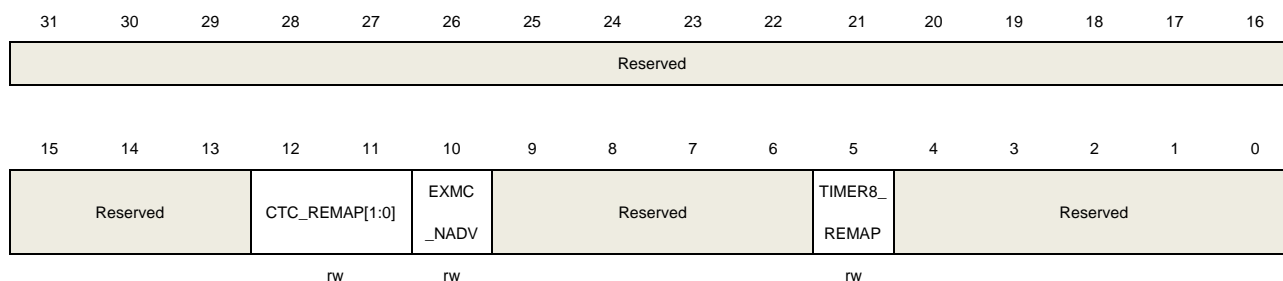 31 30 29 28 27 26 25 24 23 22 21 20 19 18 17 16
Reserved
15 14 13 12 11 10 9 8 7 6 5 4 3 2 1 0
Reserved CTC_REMAP[1:0] EXMC _NADV Reserved TIMER8_ REMAP Reserved
rw rw rw